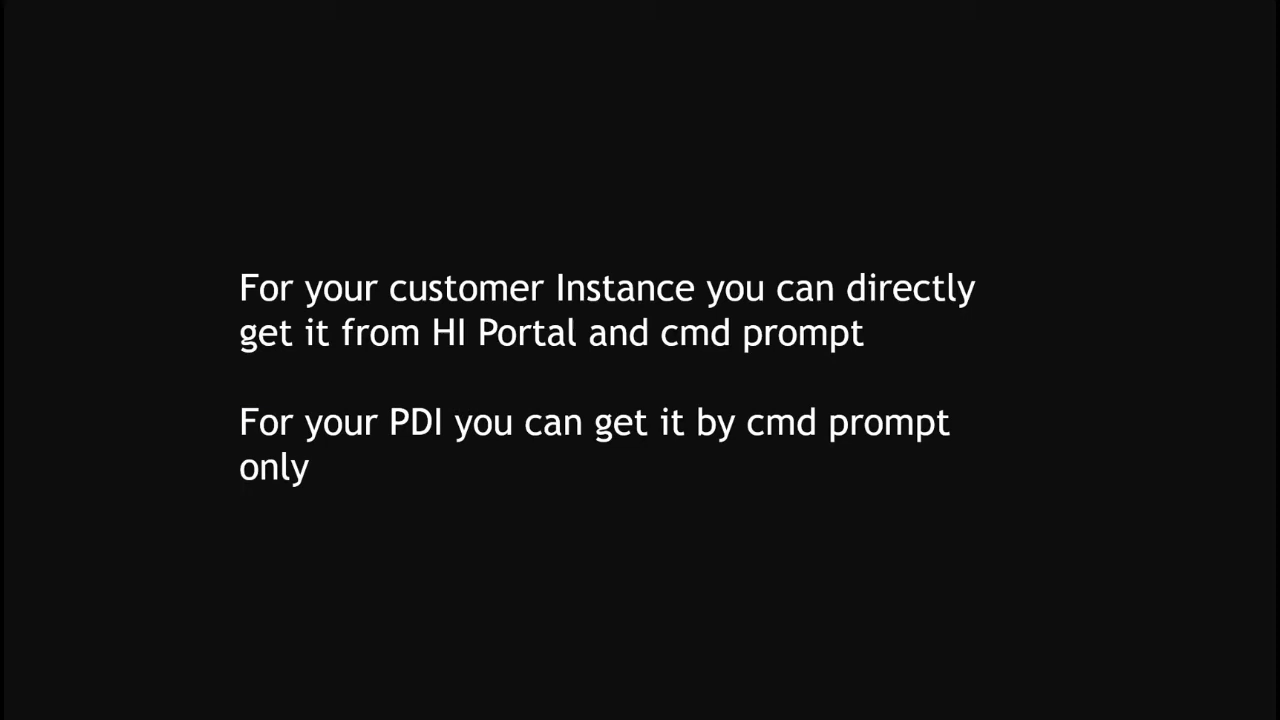 For your customer Instance you can directly
get it from HI Portal and cmd prompt
For your PDI you can get it by cmd prompt
only